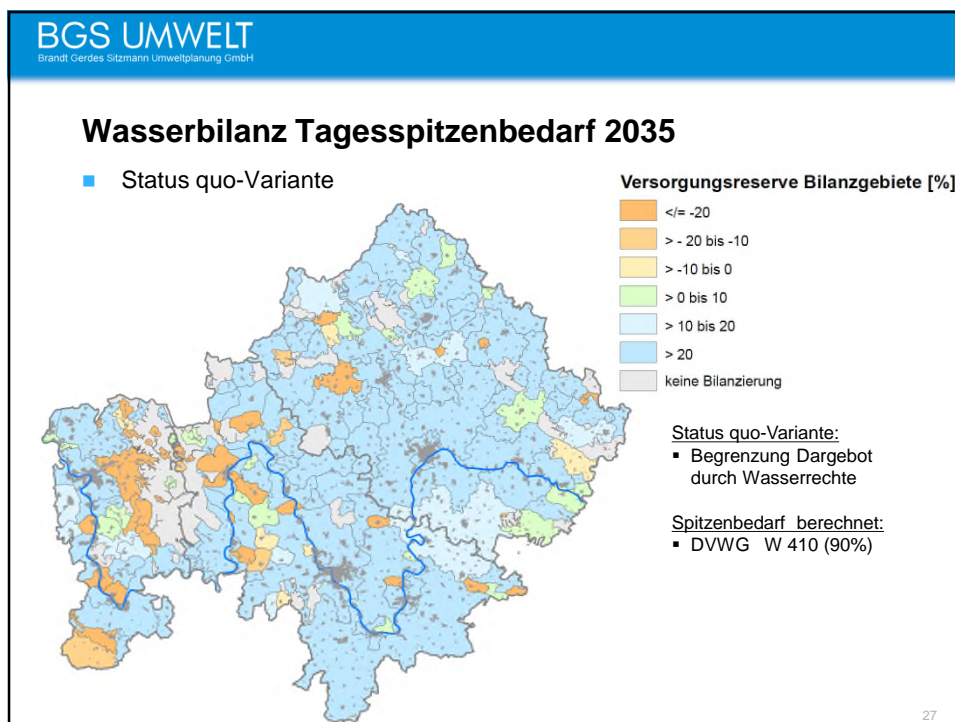 BGS UMWELT
Brandt Gerdes Sitzmann Umweltplanung GmbH
Wasserbilanz Tagesspitzenbedarf 2035
Status quo-Variante
Versorgungsreserve Bilanzgebiete [%]
</= -20
> - 20 bis -10
> -10 bis 0
> 0 bis 10
> 10 bis 20
> 20
keine Bilanzierung
Status quo-Variante:
▪ Begrenzung Dargebot
durch Wasserrechte
Spitzenbedarf berechnet:
▪ DVWG W 410 (90%)
27